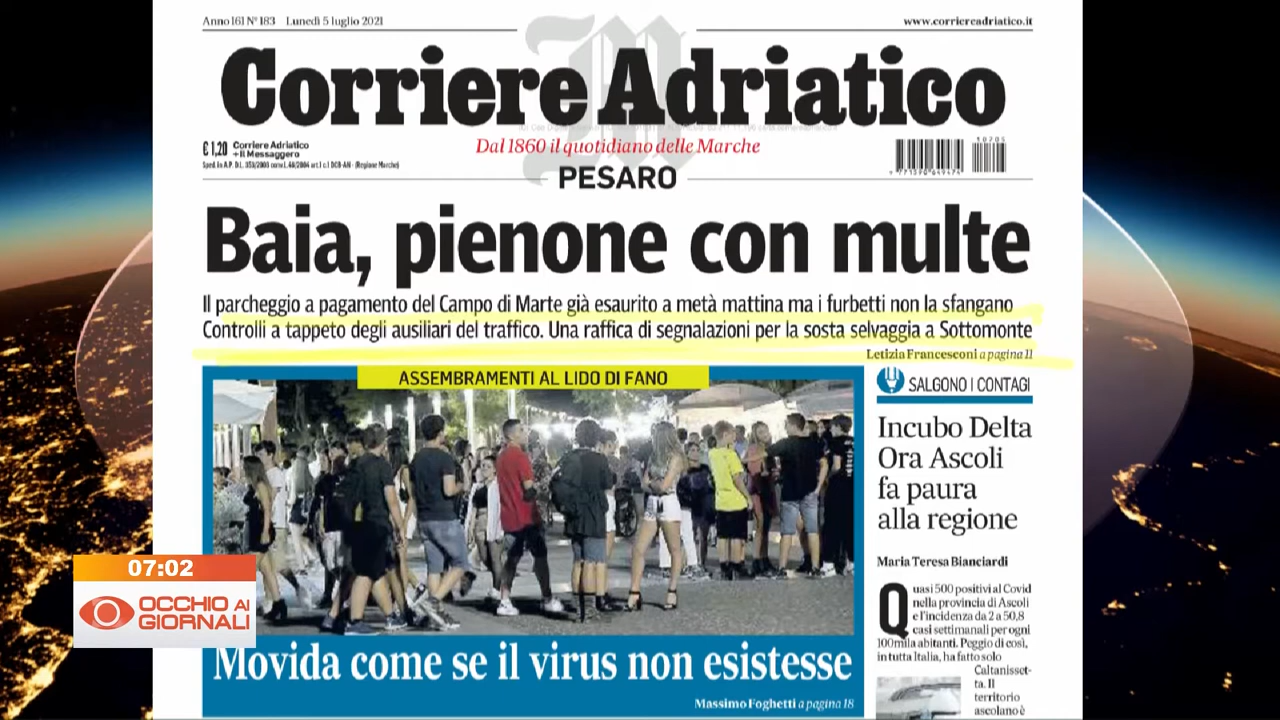 Anno 161 N° 183 Lunedì 5 luglio 2021
www.corriereadriatico.it
Corriere Adriatico
Dal 1860 il quotidiano delle Marche
€ 1,20 Corriere Adriatico
+ Il Messaggero
PESARO
Baia, pienone con multe
Il parcheggio a pagamento del Campo di Marte già esaurito a metà mattina ma i furbetti non la sfangano
Controlli a tappeto degli ausiliari del traffico. Una raffica di segnalazioni per la sosta selvaggia a Sottomonte
Letizia Francesconi a pagina 11
ASSEMBRAMENTI AL LIDO DI FANO
Movida come se il virus non esistesse
Massimo Foghetti a pagina 18
SALGONO I CONTAGI
Incubo Delta
Ora Ascoli
fa paura
alla regione
Maria Teresa Bianciardi
Quasi 500 positivi al Covid
nella provincia di Ascoli
e l'incidenza da 2 a 50,8
casi settimanali per ogni
100mila abitanti. Peggio di così,
in tutta Italia, ha fatto solo
Caltanisset-
ta. Il
territorio
ascolano è
07:02
OCCHIO AI
GIORNALI